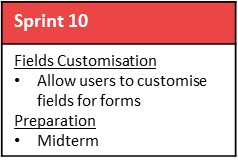 Sprint 10
Fields Customisation
• Allow users to customise
fields for forms
Preparation
• Midterm